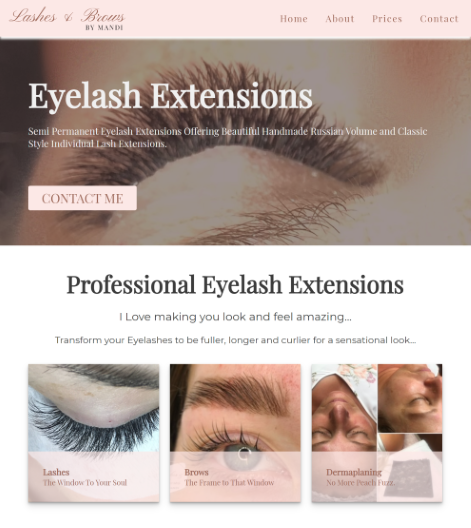 Lashes & Brows
BY MANDI
Home About Prices Contact
Eyelash Extensions
Semi Permanent Eyelash Extensions Offering Beautiful Handmade Russian Volume and Classic
Style Individual Lash Extensions.
CONTACT ME
Professional Eyelash Extensions
I Love making you look and feel amazing...
Transform your Eyelashes to be fuller, longer and curlier for a sensational look...
Lashes
The Window To Your Soul
Brows
The Frame to That Window
Dermaplaning
No More Peach Fuzz